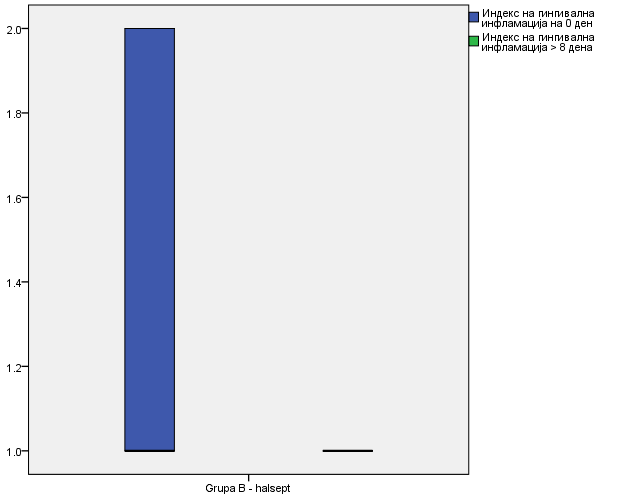 2.0
1.8
1.6
1.4
1.2
1.0
Grupa B - halsept
Индекс на гингивална
инфламација на 0 ден
Индекс на гингивална
инфламација > 8 дена